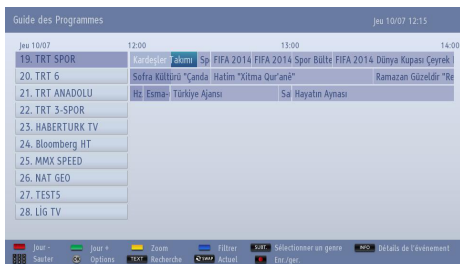 Guide des Programmes Jeu 10/07 12:15
Jeu 10/07 12:00 13:00 14:00
19. TRT SPOR Kardeşler Takımı Sp FIFA 2014 FIFA 2014 Spor Bülte FIFA 2014 Dünya Kupası Çeyrek
20. TRT 6 Sofra Kültürü "Çanda Hatim "Xitma Qur'anê" Ramazan Güzeldir "Re
21. TRT ANADOLU Hz Esma- Türkiye Ajansı Sa Hayatın Aynası
22. TRT 3-SPOR
23. HABERTURK TV
24. Bloomberg HT
25. MMX SPEED
26. NAT GEO
27. TEST5
28. LİG TV
Jour - Jour + Zoom Filtrer SUBT. Sélectionner un genre INFO Détails de l'événement
Sauter OK Options TEXT Recherche SWAP Actuel Enr./ger.